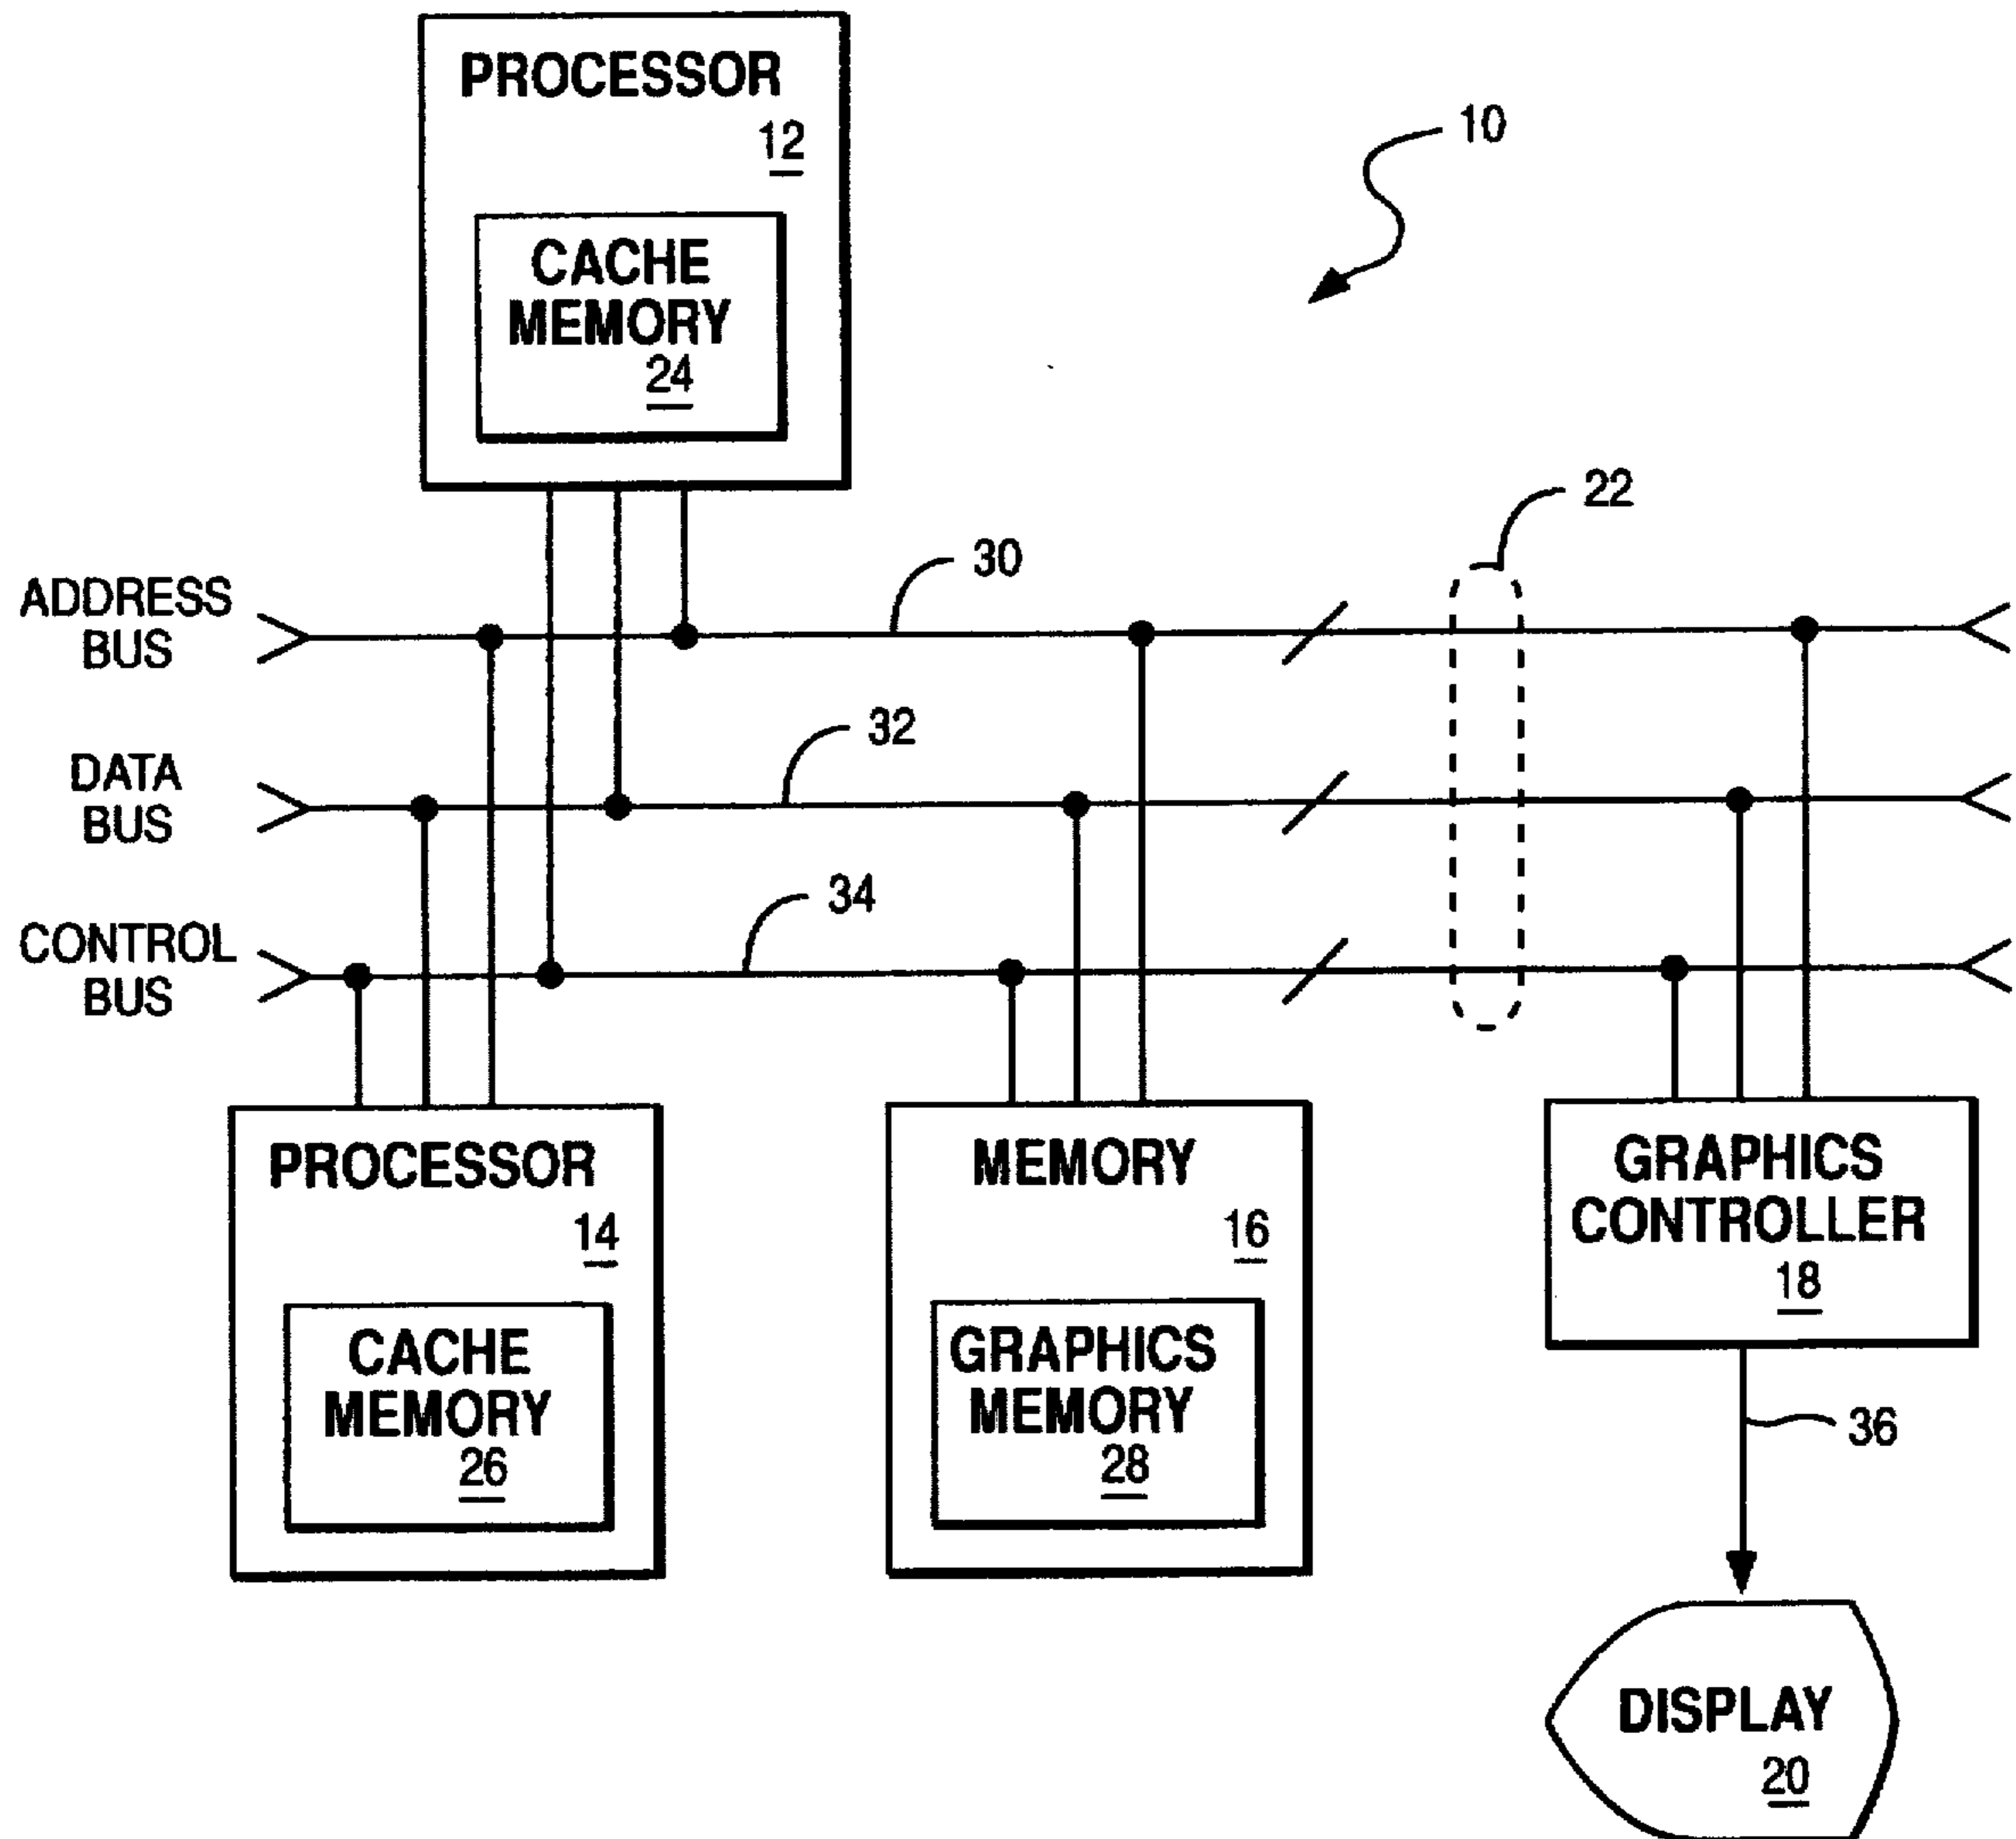 PROCESSOR
12
CACHE
MEMORY
24
10
22
ADDRESS
BUS
30
DATA
BUS
32
CONTROL
BUS
34
PROCESSOR
14
CACHE
MEMORY
26
MEMORY
16
GRAPHICS
MEMORY
28
GRAPHICS
CONTROLLER
18
36
DISPLAY
20